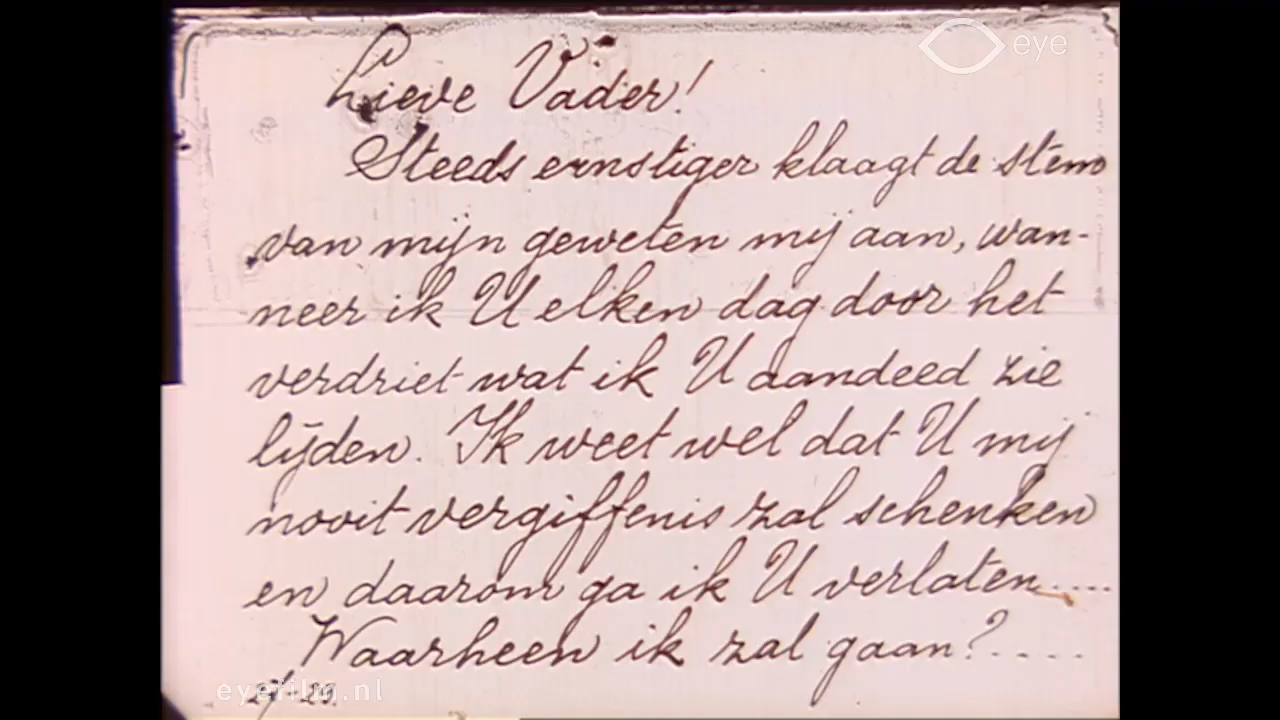 eye
Lieve Vader!
Steeds ernstiger klaagt de stem
van mijn geweten mij aan, wan-
neer ik U elken dag door het
verdriet wat ik U aandeed zie
lijden. Ik weet wel dat U mij
nooit vergiffenis zal schenken
en daarom ga ik U verlaten....
Waarheen ik zal gaan?....
eyefilm.nl